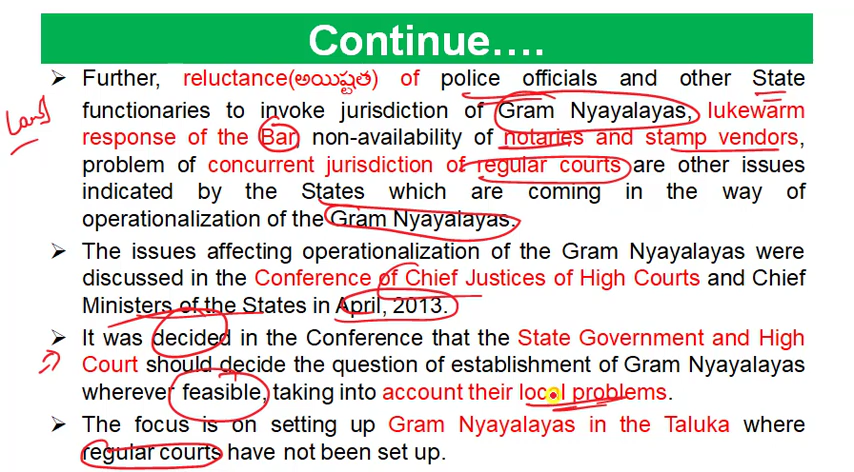 Continue….
➢ Further, reluctance(అయిష్టత) of police officials and other State
functionaries to invoke jurisdiction of Gram Nyayalayas, lukewarm
response of the Bar, non-availability of notaries and stamp vendors,
problem of concurrent jurisdiction of regular courts are other issues
indicated by the States which are coming in the way of
operationalization of the Gram Nyayalayas.
➢ The issues affecting operationalization of the Gram Nyayalayas were
discussed in the Conference of Chief Justices of High Courts and Chief
Ministers of the States in April, 2013.
➢ It was decided in the Conference that the State Government and High
Court should decide the question of establishment of Gram Nyayalayas
wherever feasible, taking into account their local problems.
➢ The focus is on setting up Gram Nyayalayas in the Taluka where
regular courts have not been set up.